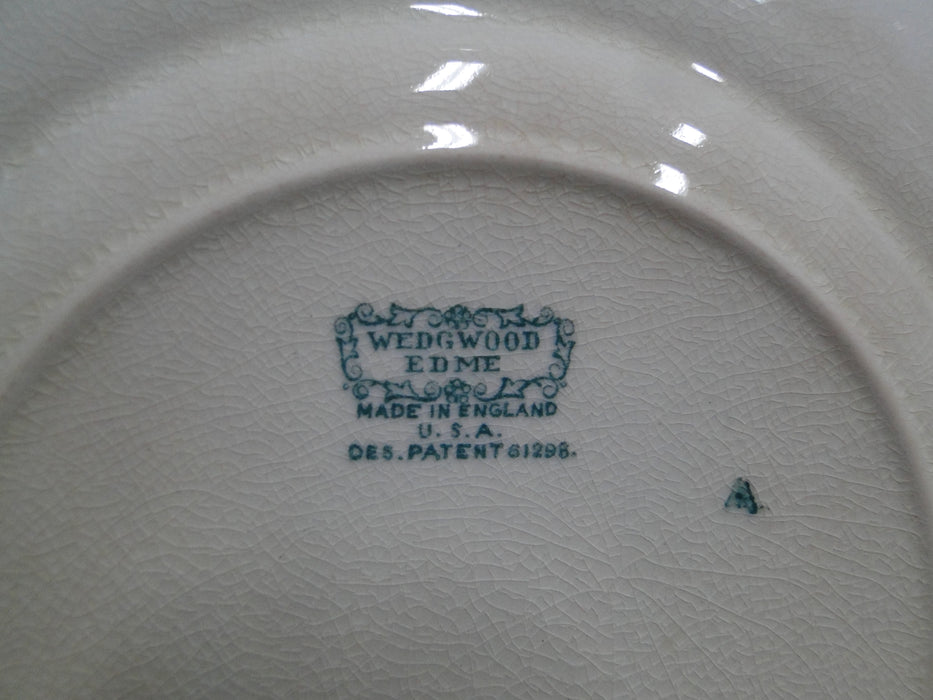 WEDGWOOD
EDME
MADE IN ENGLAND
U.S.A.
DES. PATENT 61298.
A